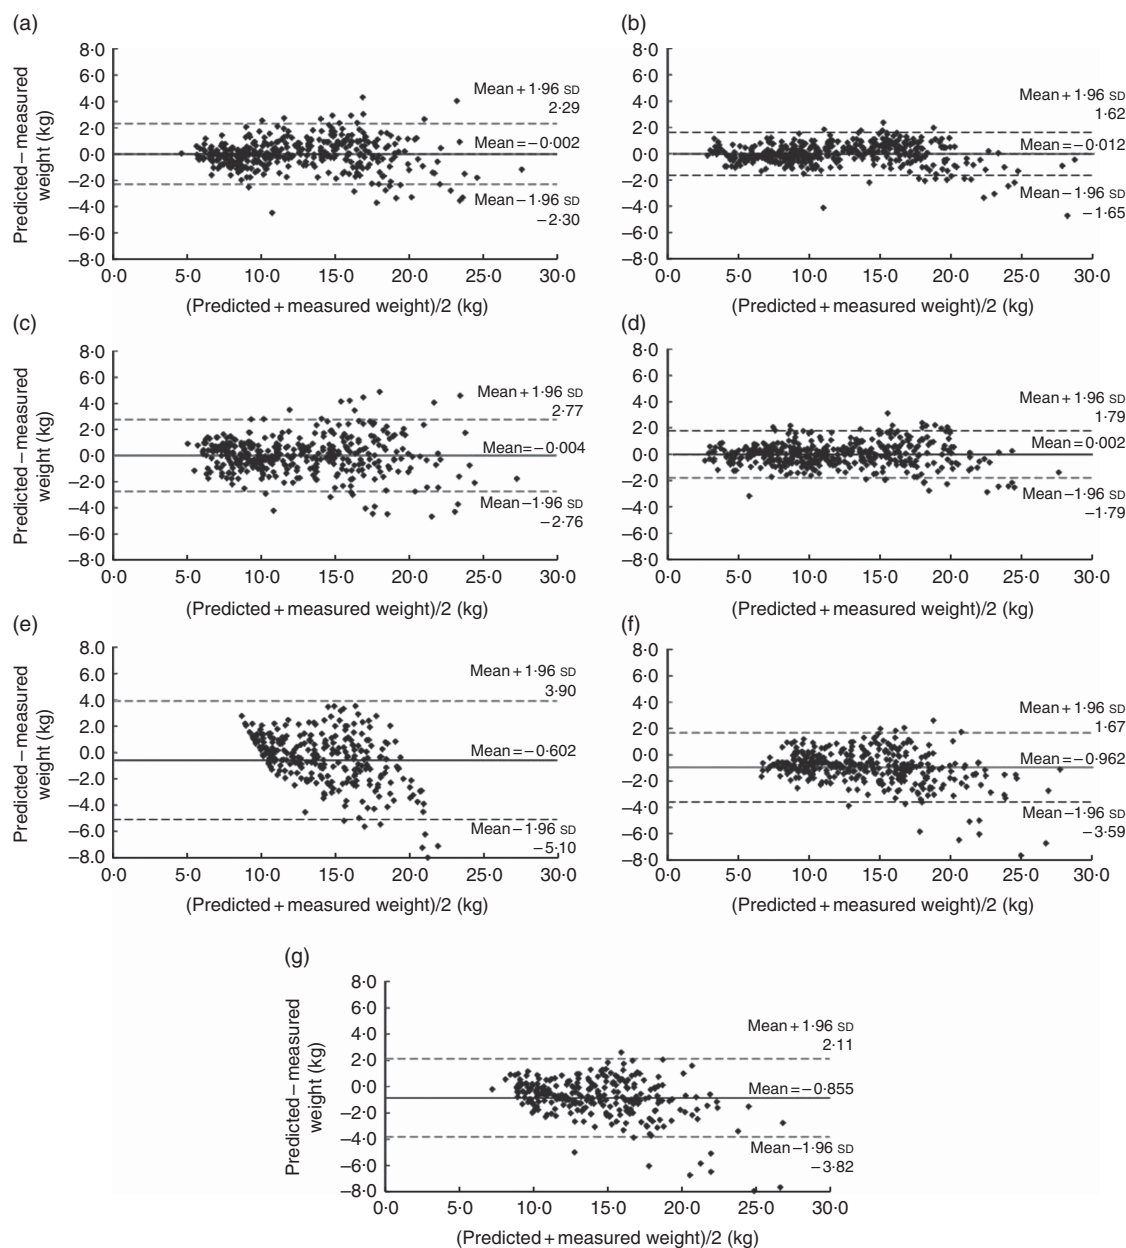 (a)
8·0
6·0
4·0
2·0
0·0
−2·0
−4·0
−6·0
−8·0
Predicted − measured
weight (kg)
Mean + 1·96 SD
2·29
Mean = −0·002
Mean − 1·96 SD
−2·30
0·0 5·0 10·0 15·0 20·0 25·0 30·0
(Predicted + measured weight)/2 (kg)
(b)
8·0
6·0
4·0
2·0
0·0
−2·0
−4·0
−6·0
−8·0
Mean + 1·96 SD
1·62
Mean = −0·012
Mean − 1·96 SD
−1·65
0·0 5·0 10·0 15·0 20·0 25·0 30·0
(Predicted + measured weight)/2 (kg)
(c)
8·0
6·0
4·0
2·0
0·0
−2·0
−4·0
−6·0
−8·0
Predicted − measured
weight (kg)
Mean + 1·96 SD
2·77
Mean = −0·004
Mean − 1·96 SD
−2·76
0·0 5·0 10·0 15·0 20·0 25·0 30·0
(Predicted + measured weight)/2 (kg)
(d)
8·0
6·0
4·0
2·0
0·0
−2·0
−4·0
−6·0
−8·0
Mean + 1·96 SD
1·79
Mean 0·002
Mean − 1·96 SD
−1·79
0·0 5·0 10·0 15·0 20·0 25·0 30·0
(Predicted + measured weight)/2 (kg)
(e)
8·0
6·0
4·0
2·0
0·0
−2·0
−4·0
−6·0
−8·0
Predicted − measured
weight (kg)
Mean + 1·96 SD
3·90
Mean = −0·602
Mean − 1·96 SD
−5·10
0·0 5·0 10·0 15·0 20·0 25·0 30·0
(Predicted + measured weight)/2 (kg)
(f)
8·0
6·0
4·0
2·0
0·0
−2·0
−4·0
−6·0
−8·0
Mean + 1·96 SD
1·67
Mean = −0·962
Mean − 1·96 SD
−3·59
0·0 5·0 10·0 15·0 20·0 25·0 30·0
(Predicted + measured weight)/2 (kg)
(g)
8·0
6·0
4·0
2·0
0·0
−2·0
−4·0
−6·0
−8·0
Predicted − measured
weight (kg)
Mean + 1·96 SD
2·11
Mean = −0·855
Mean − 1·96 SD
−3·82
0·0 5·0 10·0 15·0 20·0 25·0 30·0
(Predicted + measured weight)/2 (kg)